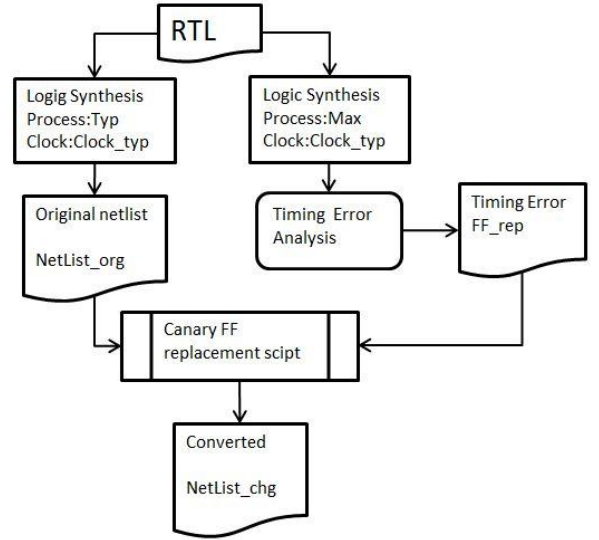 RTL
Logig Synthesis
Process:Typ
Clock:Clock_typ
Logic Synthesis
Process:Max
Clock:Clock_typ
Original netlist
NetList_org
Timing Error
Analysis
Timing Error
FF_rep
Canary FF
replacement scipt
Converted
NetList_chg